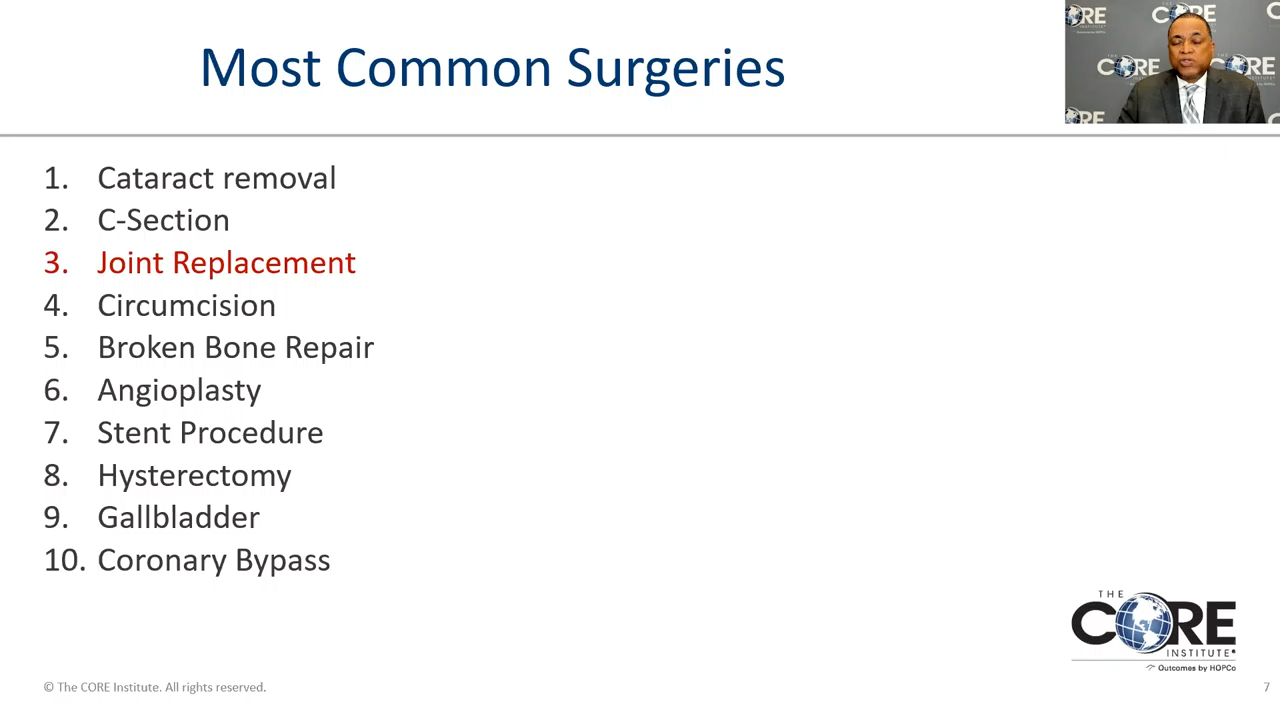 Most Common Surgeries
1. Cataract removal
2. C-Section
3. Joint Replacement
4. Circumcision
5. Broken Bone Repair
6. Angioplasty
7. Stent Procedure
8. Hysterectomy
9. Gallbladder
10. Coronary Bypass
THE
CORE
INSTITUTE
Outcomes by HOPCo
© The CORE Institute. All rights reserved.
7